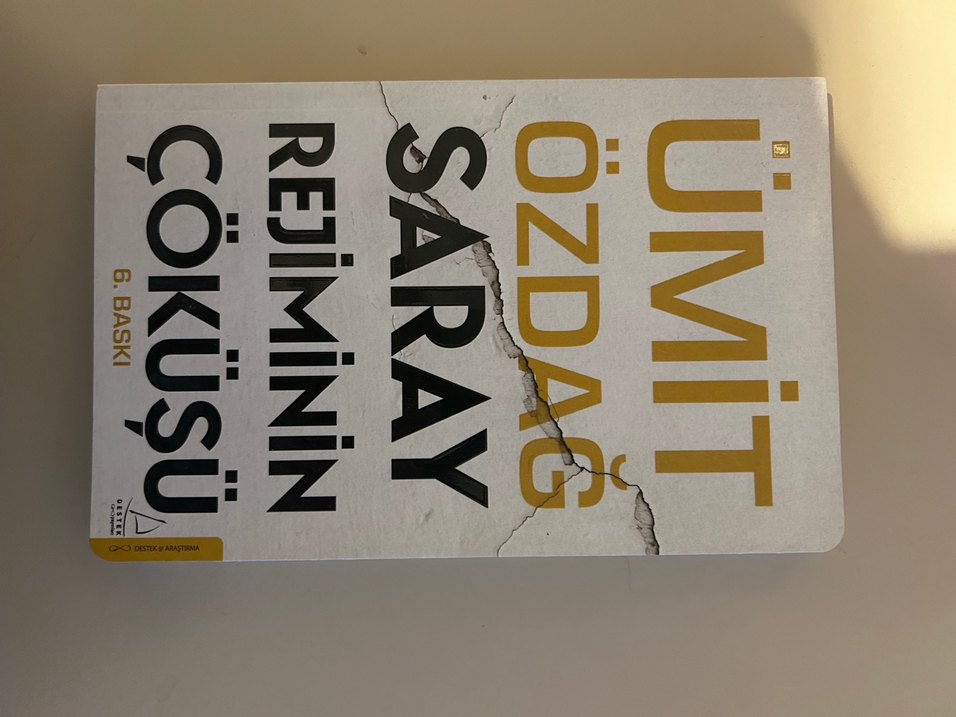 ÜMİT
ÖZDAĞ
SARAY
REJİMİNİN
ÇÖKÜŞÜ
6. BASKI
DESTEK
DESTEK @ ARAŞTIRMA